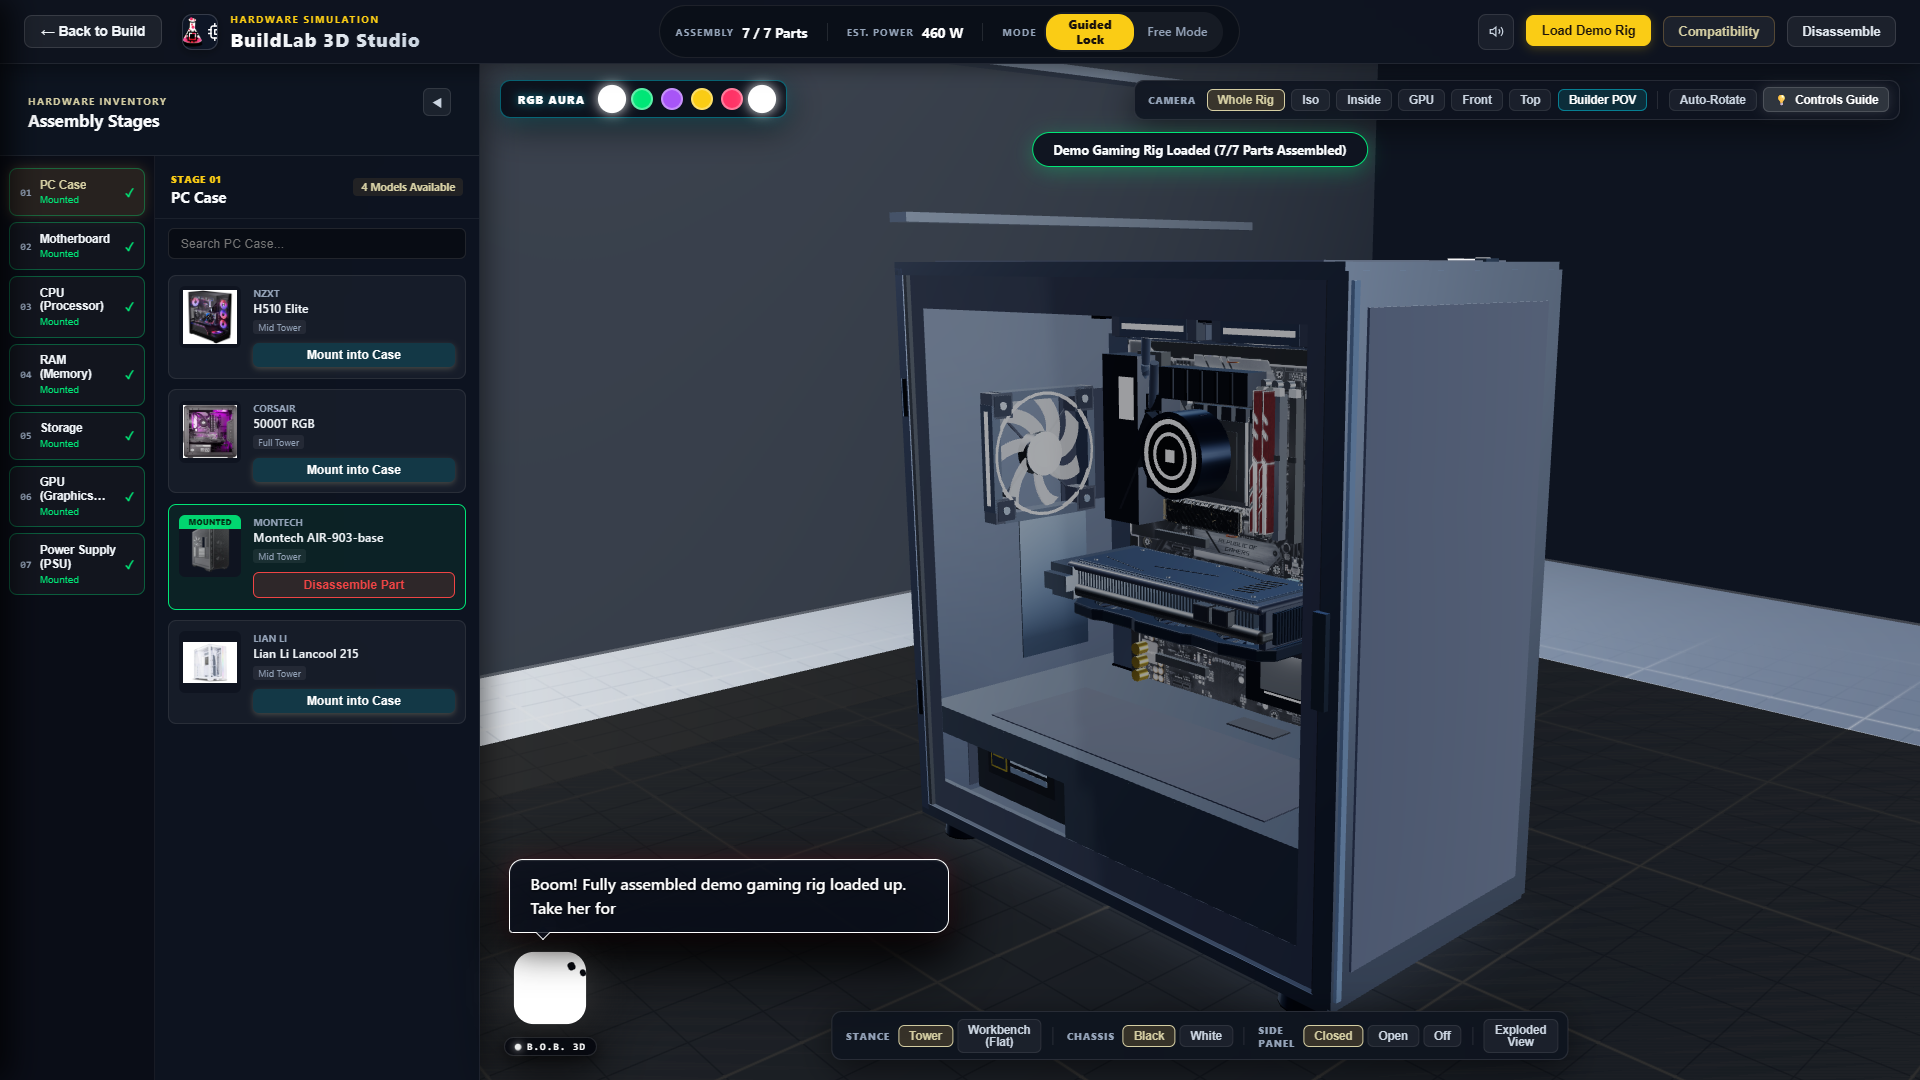 ← Back to Build
HARDWARE SIMULATION
BuildLab 3D Studio
ASSEMBLY 7 / 7 Parts
EST. POWER 460 W
MODE
Guided Lock
Free Mode
Load Demo Rig
Compatibility
Disassemble
HARDWARE INVENTORY
Assembly Stages
RGB AURA
CAMERA
Whole Rig
Iso
Inside
GPU
Front
Top
Builder POV
Auto-Rotate
Controls Guide
Demo Gaming Rig Loaded (7/7 Parts Assembled)
01 PC Case
Mounted
02 Motherboard
Mounted
03 CPU (Processor)
Mounted
04 RAM (Memory)
Mounted
05 Storage
Mounted
06 GPU (Graphics...
Mounted
07 Power Supply (PSU)
Mounted
STAGE 01
PC Case
4 Models Available
Search PC Case...
NZXT
H510 Elite
Mid Tower
Mount into Case
CORSAIR
5000T RGB
Full Tower
Mount into Case
MOUNTED
MONTECH
Montech AIR-903-base
Mid Tower
Disassemble Part
LIAN LI
Lian Li Lancool 215
Mid Tower
Mount into Case
REPUBLIC OF
GAMERS
Boom! Fully assembled demo gaming rig loaded up.
Take her for
B.O.B. 3D
STANCE
Tower
Workbench (Flat)
CHASSIS
Black
White
SIDE PANEL
Closed
Open
Off
Exploded View